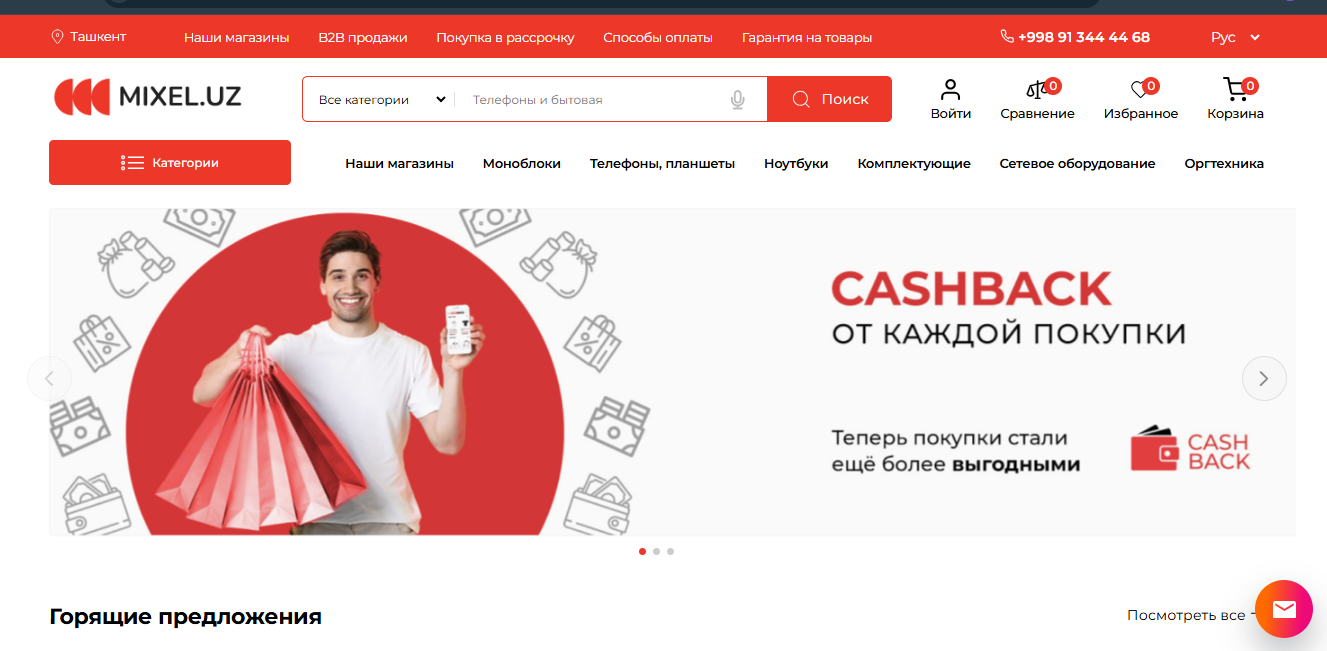 Ташкент
Наши магазины
B2B продажи
Покупка в рассрочку
Способы оплаты
Гарантия на товары
+998 91 344 44 68
Рус
MIXEL.UZ
Все категории
Телефоны и бытовая
Поиск
Войти
0
Сравнение
0
Избранное
0
Корзина
Категории
Наши магазины
Моноблоки
Телефоны, планшеты
Ноутбуки
Комплектующие
Сетевое оборудование
Оргтехника
CASHBACK
ОТ КАЖДОЙ ПОКУПКИ
Теперь покупки стали
ещё более выгодными
CASH
BACK
Горящие предложения
Посмотреть все